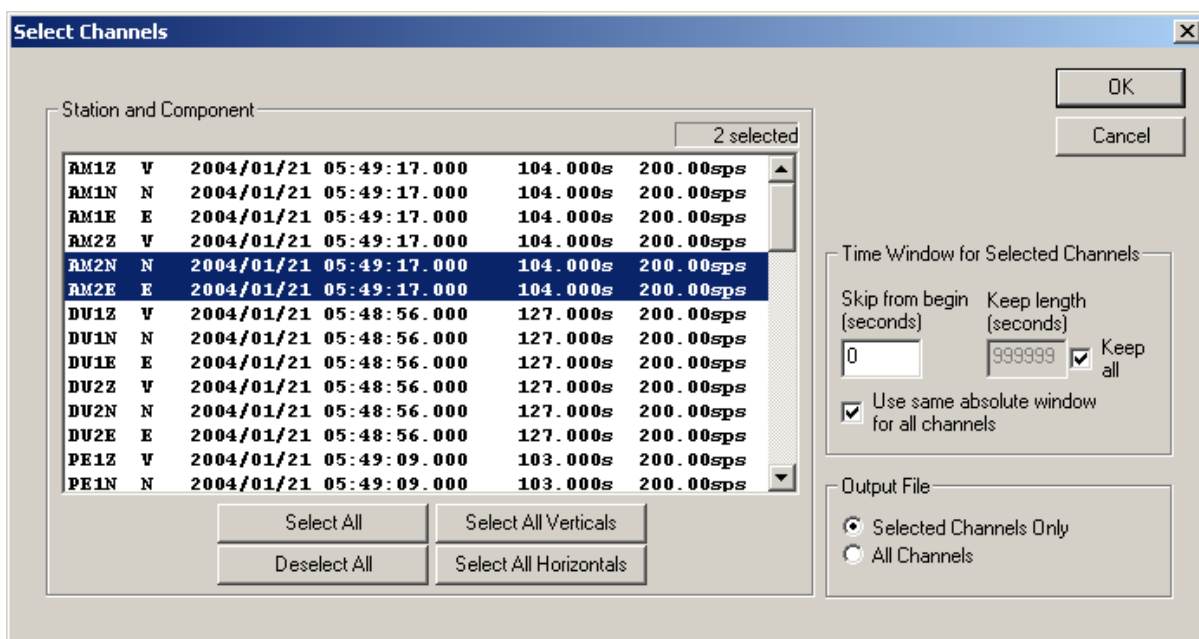 Select Channels
Station and Component
2 selected
AM1Z V 2004/01/21 05:49:17.000 104.000s 200.00sps
AM1N N 2004/01/21 05:49:17.000 104.000s 200.00sps
AM1E E 2004/01/21 05:49:17.000 104.000s 200.00sps
AM2Z V 2004/01/21 05:49:17.000 104.000s 200.00sps
AM2N N 2004/01/21 05:49:17.000 104.000s 200.00sps
AM2E E 2004/01/21 05:49:17.000 104.000s 200.00sps
DU1Z V 2004/01/21 05:48:56.000 127.000s 200.00sps
DU1N N 2004/01/21 05:48:56.000 127.000s 200.00sps
DU1E E 2004/01/21 05:48:56.000 127.000s 200.00sps
DU2Z V 2004/01/21 05:48:56.000 127.000s 200.00sps
DU2N N 2004/01/21 05:48:56.000 127.000s 200.00sps
DU2E E 2004/01/21 05:48:56.000 127.000s 200.00sps
PE1Z V 2004/01/21 05:49:09.000 103.000s 200.00sps
PE1N N 2004/01/21 05:49:09.000 103.000s 200.00sps
Select All
Select All Verticals
Deselect All
Select All Horizontals
OK
Cancel
Time Window for Selected Channels
Skip from begin
(seconds)
0
Keep length
(seconds)
999999
Keep
all
Use same absolute window
for all channels
Output File
Selected Channels Only
All Channels